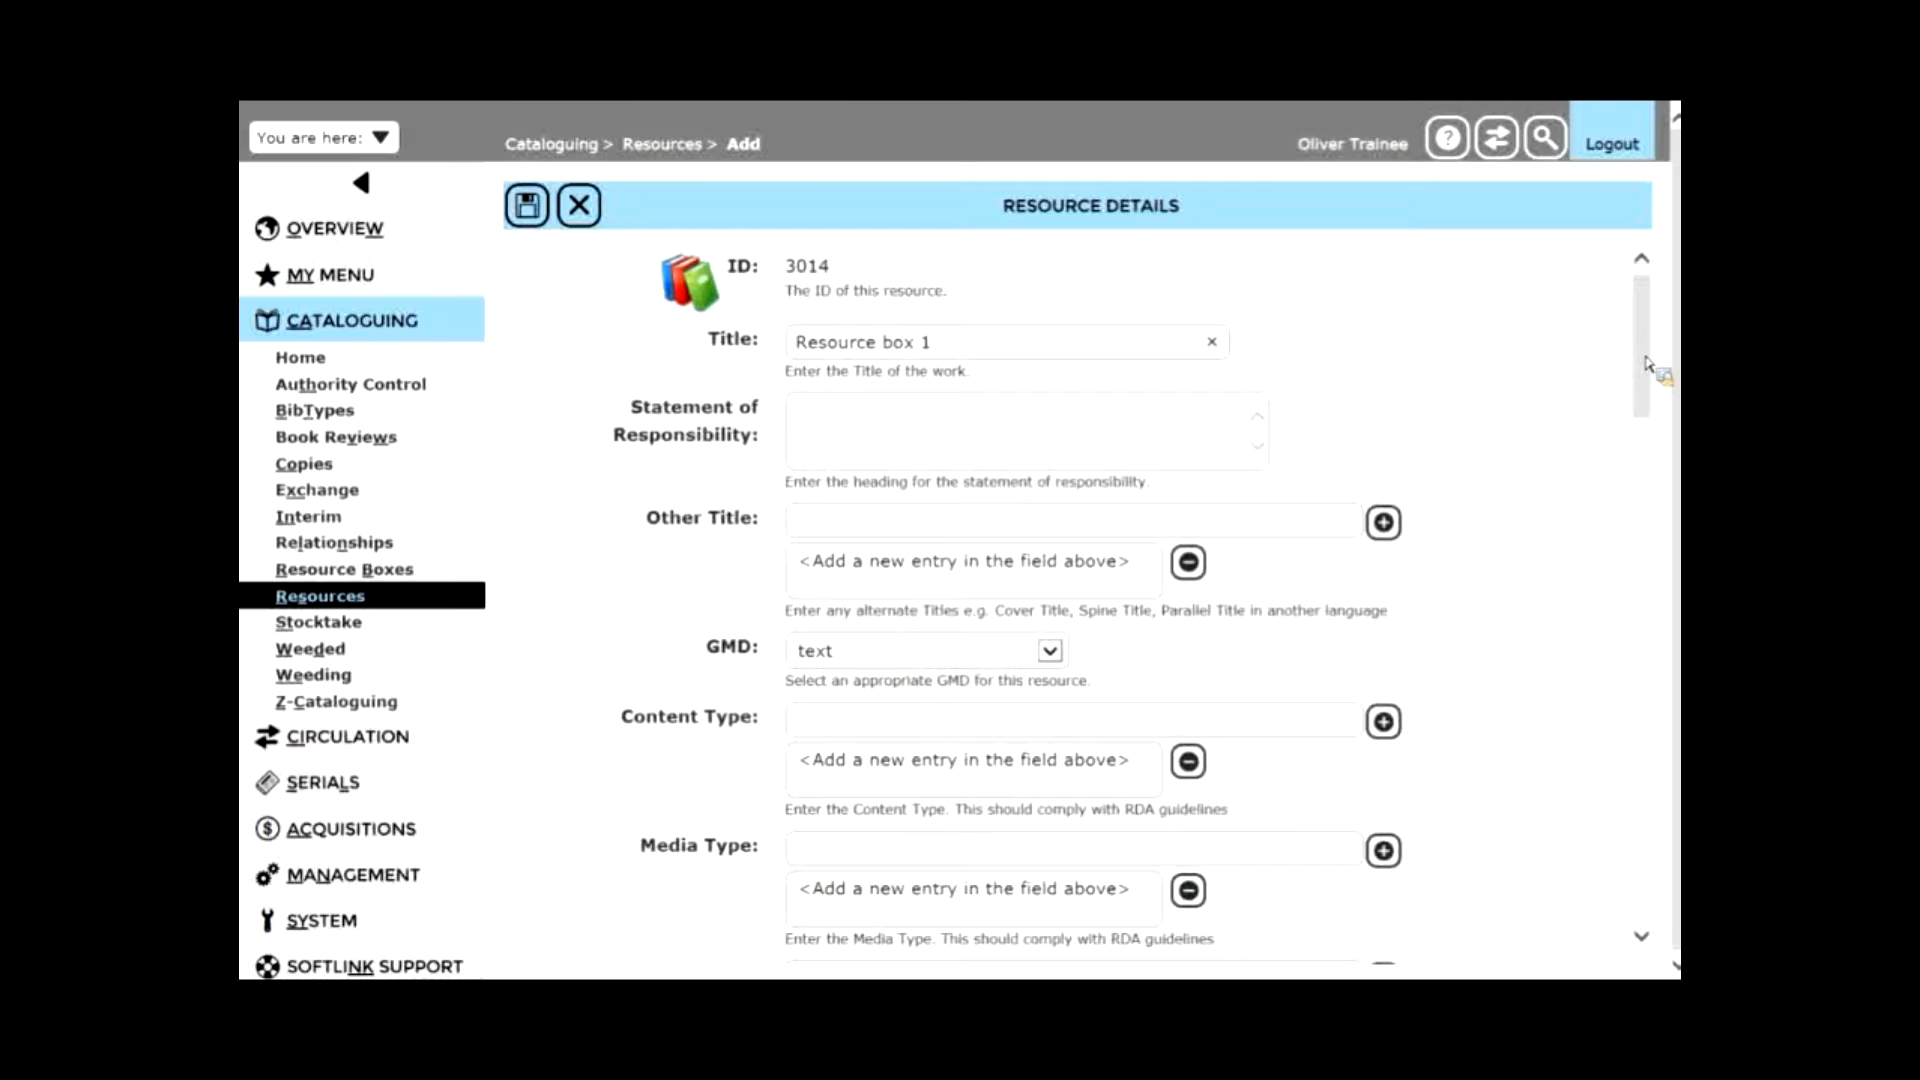 You are here:
Cataloguing > Resources > Add
Oliver Trainee
Logout
OVERVIEW
MY MENU
CATALOGUING
Home
Authority Control
BibTypes
Book Reviews
Copies
Exchange
Interim
Relationships
Resource Boxes
Resources
Stocktake
Weeded
Weeding
Z-Cataloguing
CIRCULATION
SERIALS
ACQUISITIONS
MANAGEMENT
SYSTEM
SOFTLINK SUPPORT
RESOURCE DETAILS
ID: 3014
The ID of this resource.
Title: Resource box 1
Enter the Title of the work.
Statement of
Responsibility:
Enter the heading for the statement of responsibility.
Other Title:
<Add a new entry in the field above>
Enter any alternate Titles e.g. Cover Title, Spine Title, Parallel Title in another language
GMD: text
Select an appropriate GMD for this resource.
Content Type:
<Add a new entry in the field above>
Enter the Content Type. This should comply with RDA guidelines
Media Type:
<Add a new entry in the field above>
Enter the Media Type. This should comply with RDA guidelines